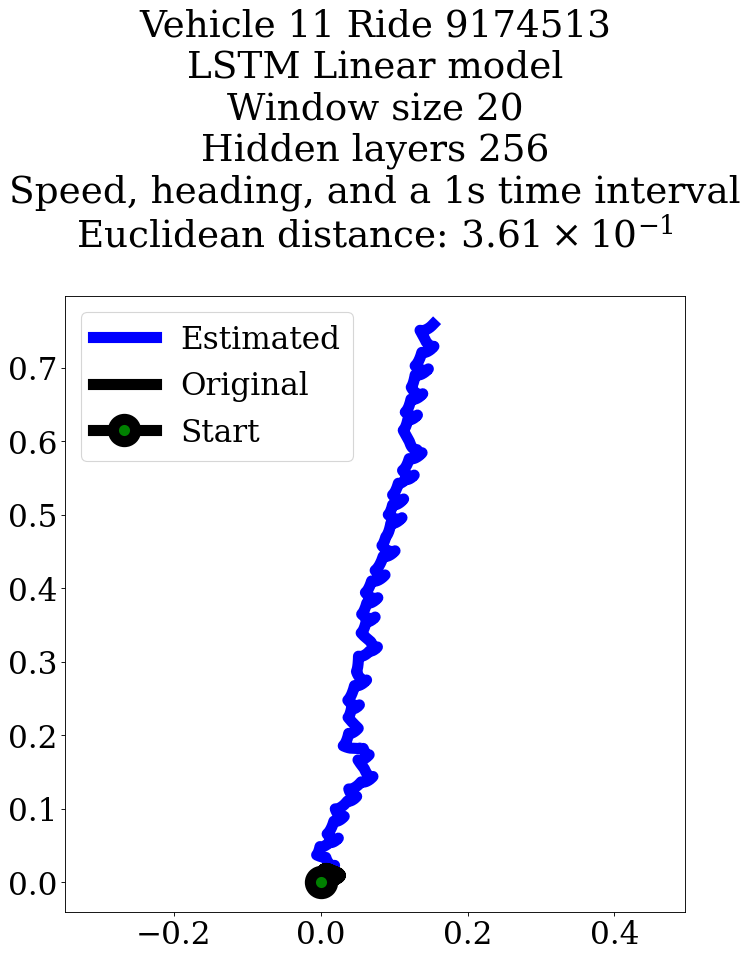 Vehicle 11 Ride 9174513
LSTM Linear model
Window size 20
Hidden layers 256
Speed, heading, and a 1s time interval
Euclidean distance: 3.61 × 10⁻¹
Estimated
Original
Start
0.7
0.6
0.5
0.4
0.3
0.2
0.1
0.0
−0.2 0.0 0.2 0.4